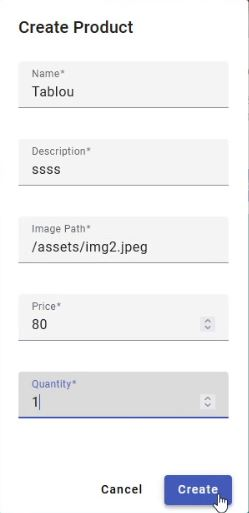 Create Product
Name*
Tablou
Description*
ssss
Image Path*
/assets/img2.jpeg
Price*
80
Quantity*
1
Cancel Create